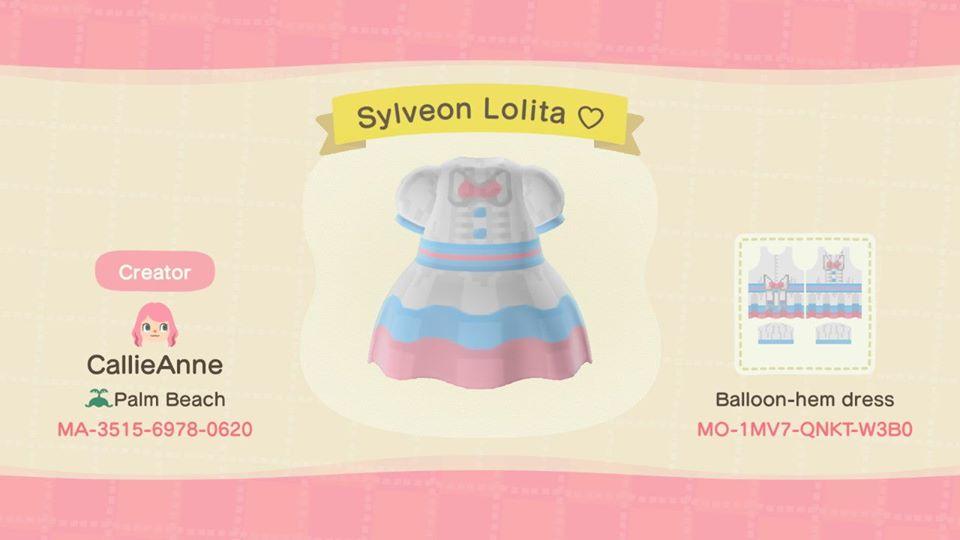 Sylveon Lolita ♡
Creator
CallieAnne
Palm Beach
MA-3515-6978-0620
Balloon-hem dress
MO-1MV7-QNKT-W3B0